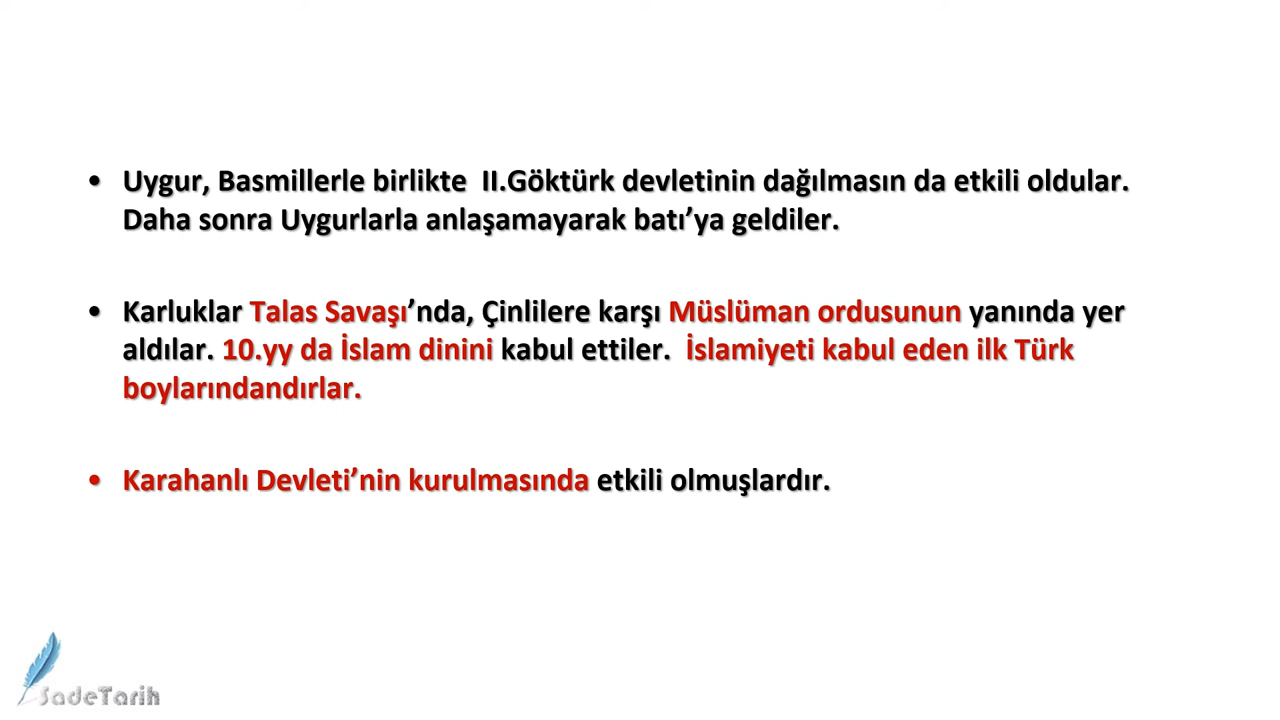 • Uygur, Basmillerle birlikte  II.Göktürk devletinin dağılmasın da etkili oldular.
Daha sonra Uygurlarla anlaşamayarak batı’ya geldiler.
• Karluklar Talas Savaşı’nda, Çinlilere karşı Müslüman ordusunun yanında yer
aldılar. 10.yy da İslam dinini kabul ettiler.  İslamiyeti kabul eden ilk Türk
boylarındandırlar.
• Karahanlı Devleti’nin kurulmasında etkili olmuşlardır.
SadeTarih